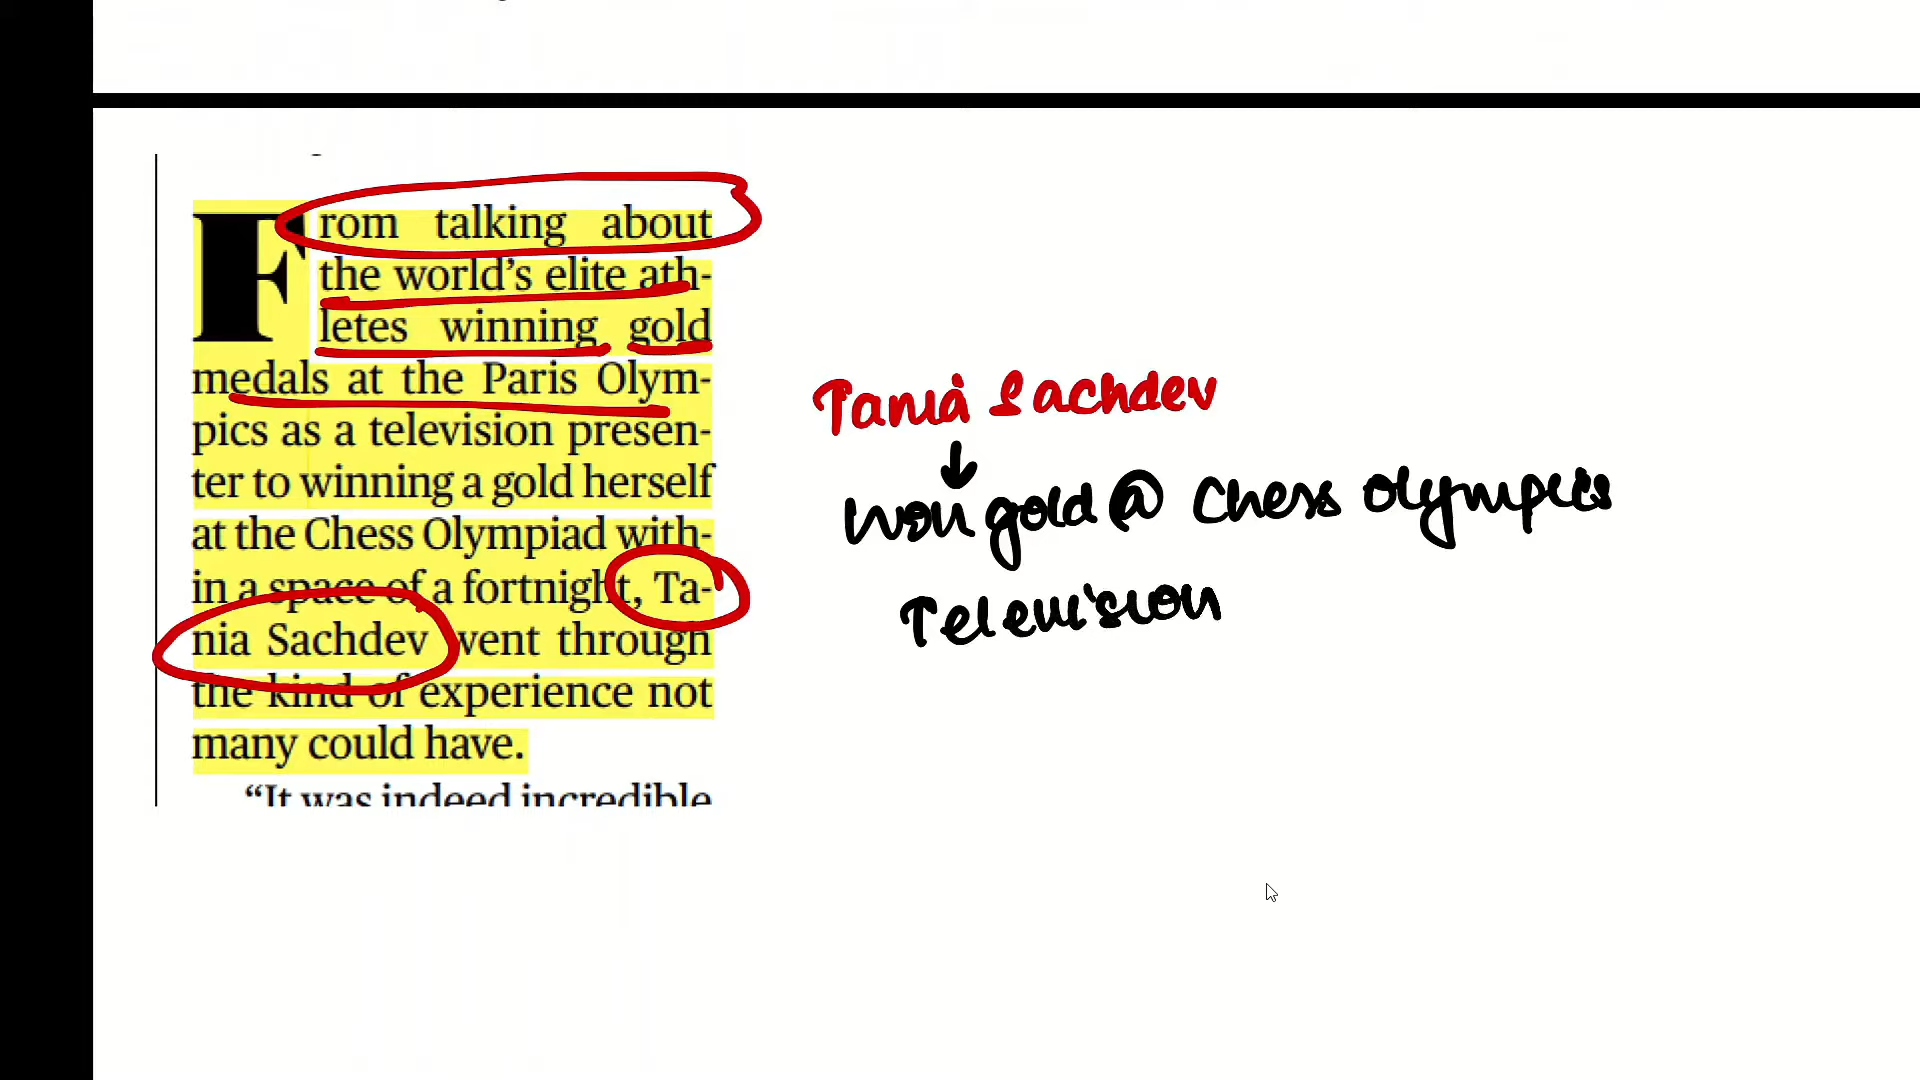 From talking about
the world’s elite ath-
letes winning gold
medals at the Paris Olym-
pics as a television presen-
ter to winning a gold herself
at the Chess Olympiad with-
in a space of a fortnight, Ta-
nia Sachdev went through
the kind of experience not
many could have.
“It was indeed incredible
Tania Sachdev
won gold @ Chess Olympics
Television